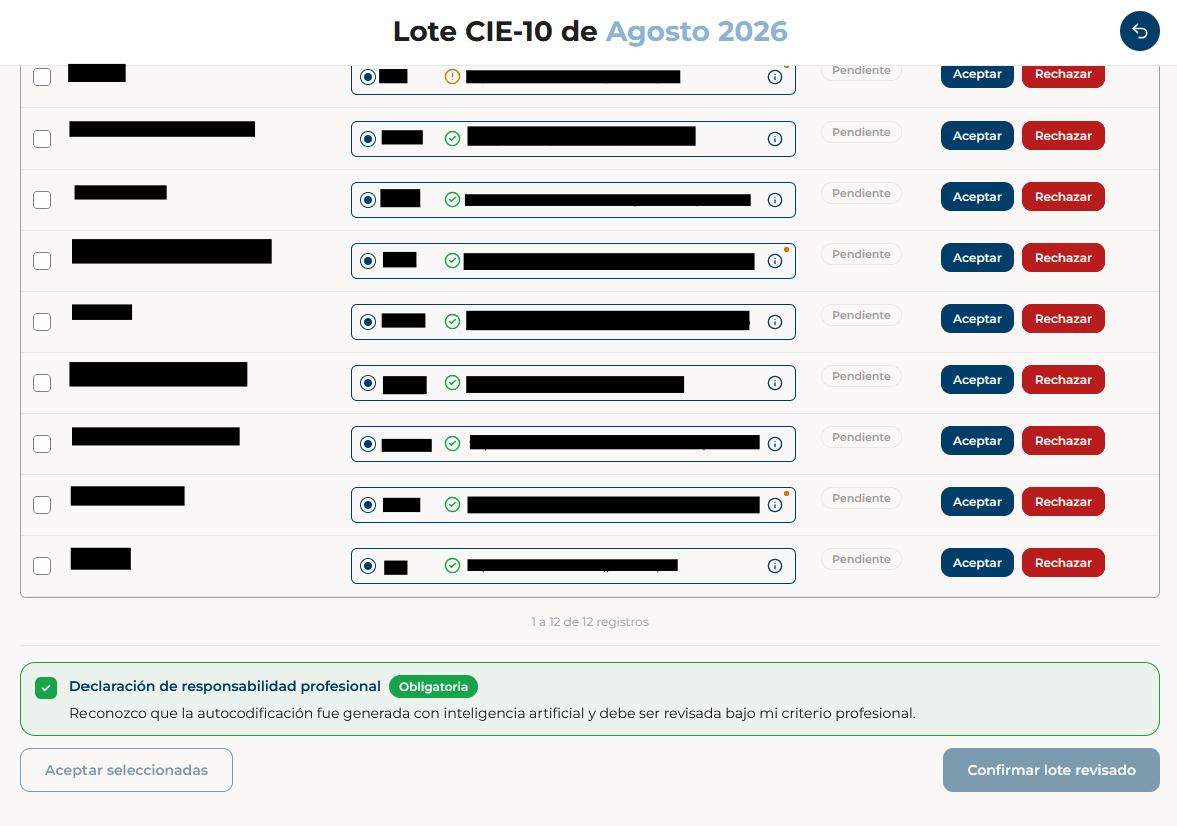 Lote CIE-10 de Agosto 2026
Pendiente Aceptar Rechazar
Pendiente Aceptar Rechazar
Pendiente Aceptar Rechazar
Pendiente Aceptar Rechazar
Pendiente Aceptar Rechazar
Pendiente Aceptar Rechazar
Pendiente Aceptar Rechazar
Pendiente Aceptar Rechazar
Pendiente Aceptar Rechazar
1 a 12 de 12 registros
Declaración de responsabilidad profesional Obligatoria
Reconozco que la autocodificación fue generada con inteligencia artificial y debe ser revisada bajo mi criterio profesional.
Aceptar seleccionadas Confirmar lote revisado